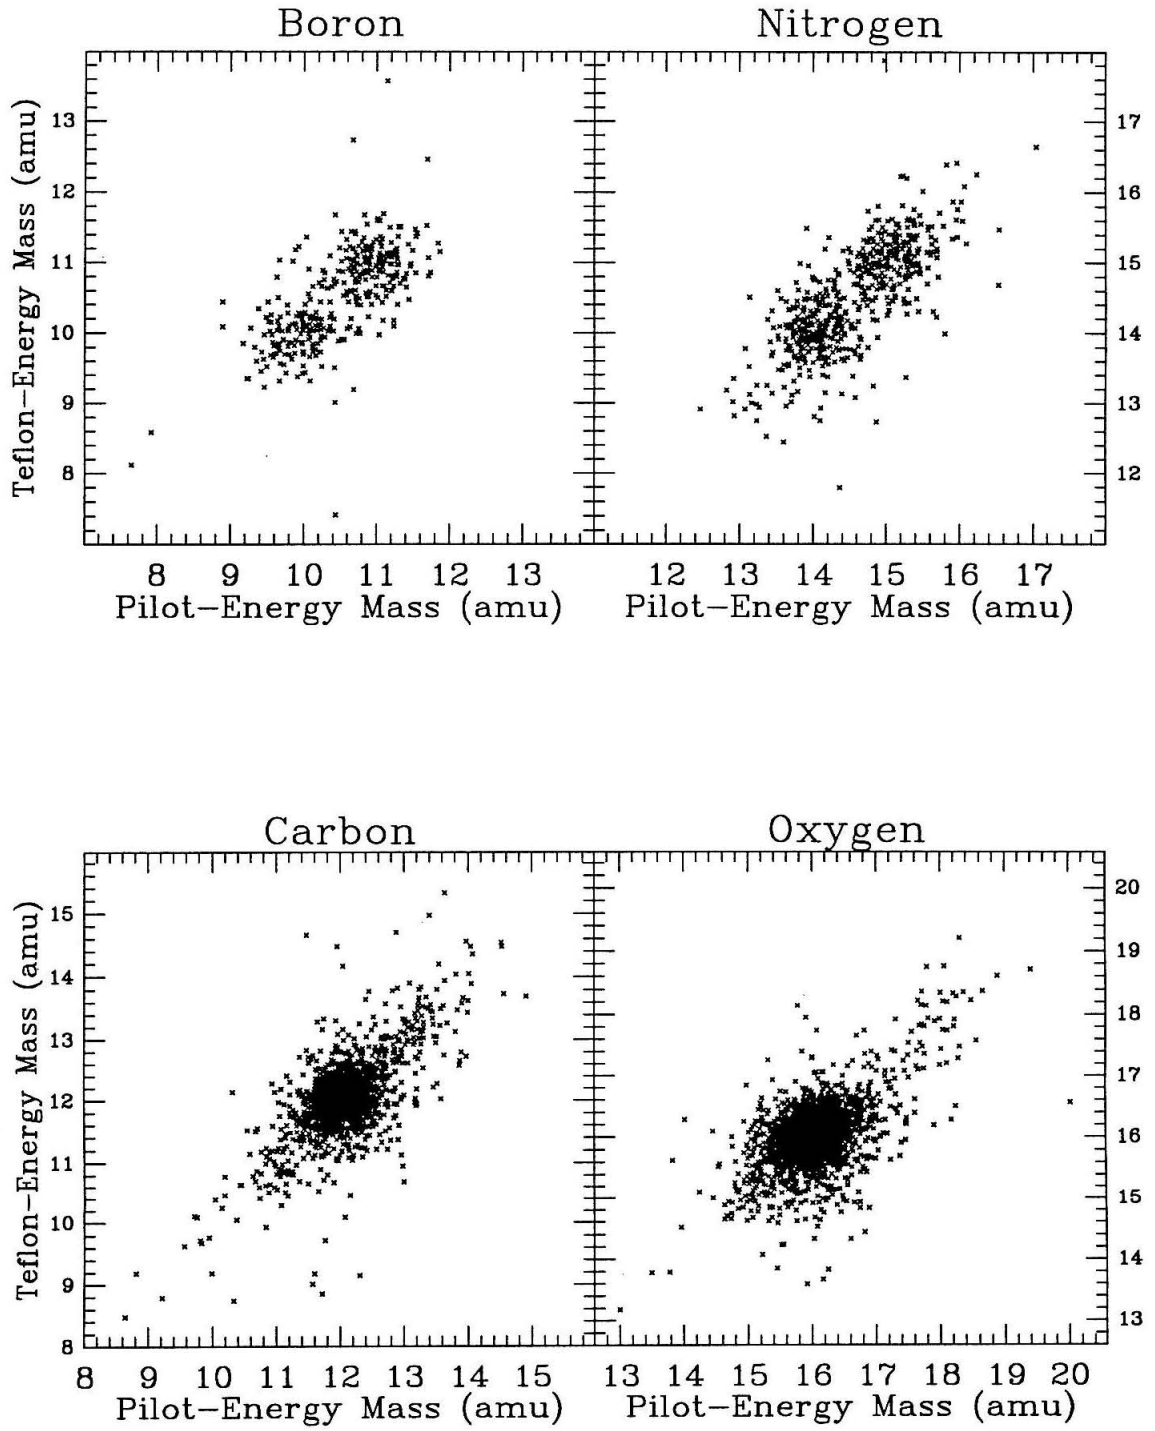 Boron
Nitrogen
Teflon-Energy Mass (amu)
13
12
11
10
9
8
17
16
15
14
13
12
8 9 10 11 12 13
12 13 14 15 16 17
Pilot-Energy Mass (amu)
Pilot-Energy Mass (amu)
Carbon
Oxygen
Teflon-Energy Mass (amu)
15
14
13
12
11
10
9
8
20
19
18
17
16
15
14
13
8 9 10 11 12 13 14 15
13 14 15 16 17 18 19 20
Pilot-Energy Mass (amu)
Pilot-Energy Mass (amu)